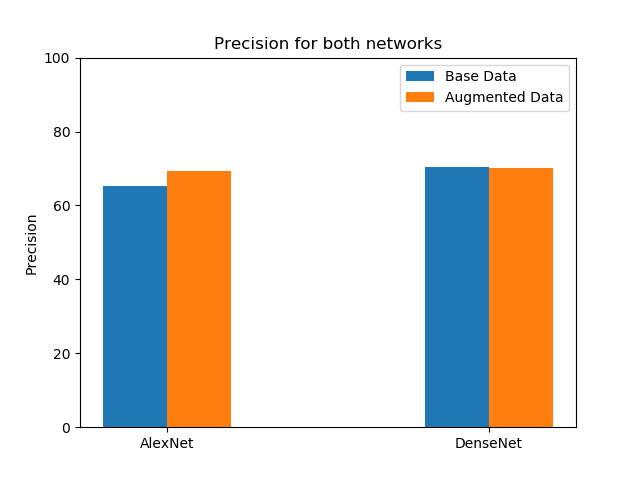 Precision for both networks
100
80
60
40
20
0
Precision
Base Data
Augmented Data
AlexNet
DenseNet